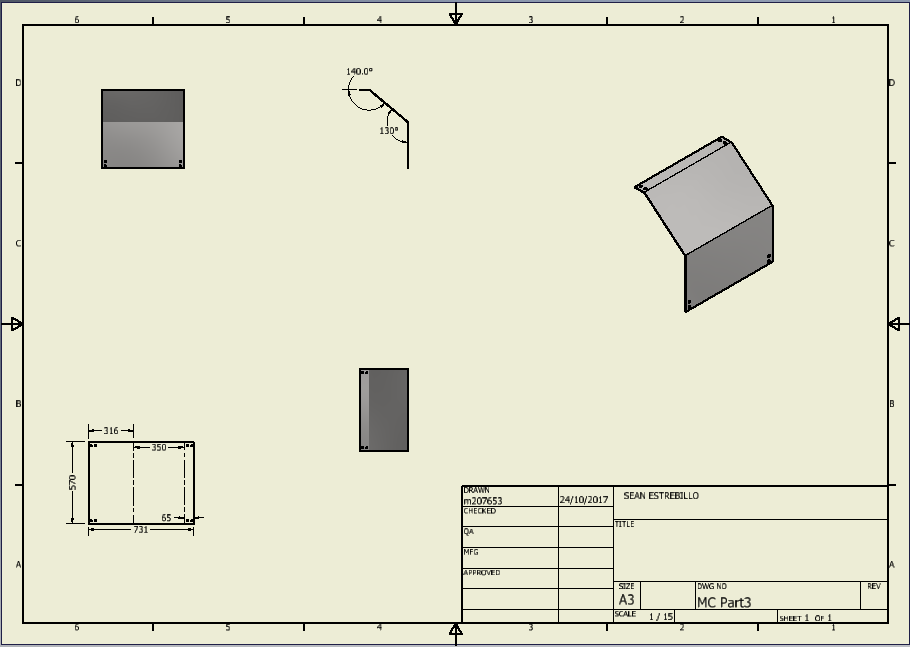 6 5 4 3 2 1
D D
C C
B B
A A
140.0°
130°
316
350
570
65
731
DRAWN
m207653 24/10/2017
CHECKED
QA
MFG
APPROVED
SEAN ESTREBILLO
TITLE
SIZE DWG NO REV
A3 MC Part3
SCALE 1 / 15 SHEET 1 OF 1
6 5 4 3 2 1